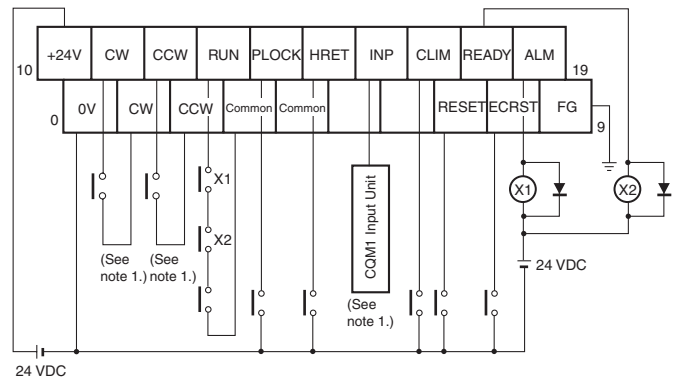 +24V CW CCW RUN PLOCK HRET INP CLIM READY ALM
10 19
0V CW CCW Common Common RESET ECRST FG
0 9
X1
X2
X1 X2
CQM1 Input Unit
(See
note 1.)
(See
note 1.)
(See
note 1.)
24 VDC
24 VDC